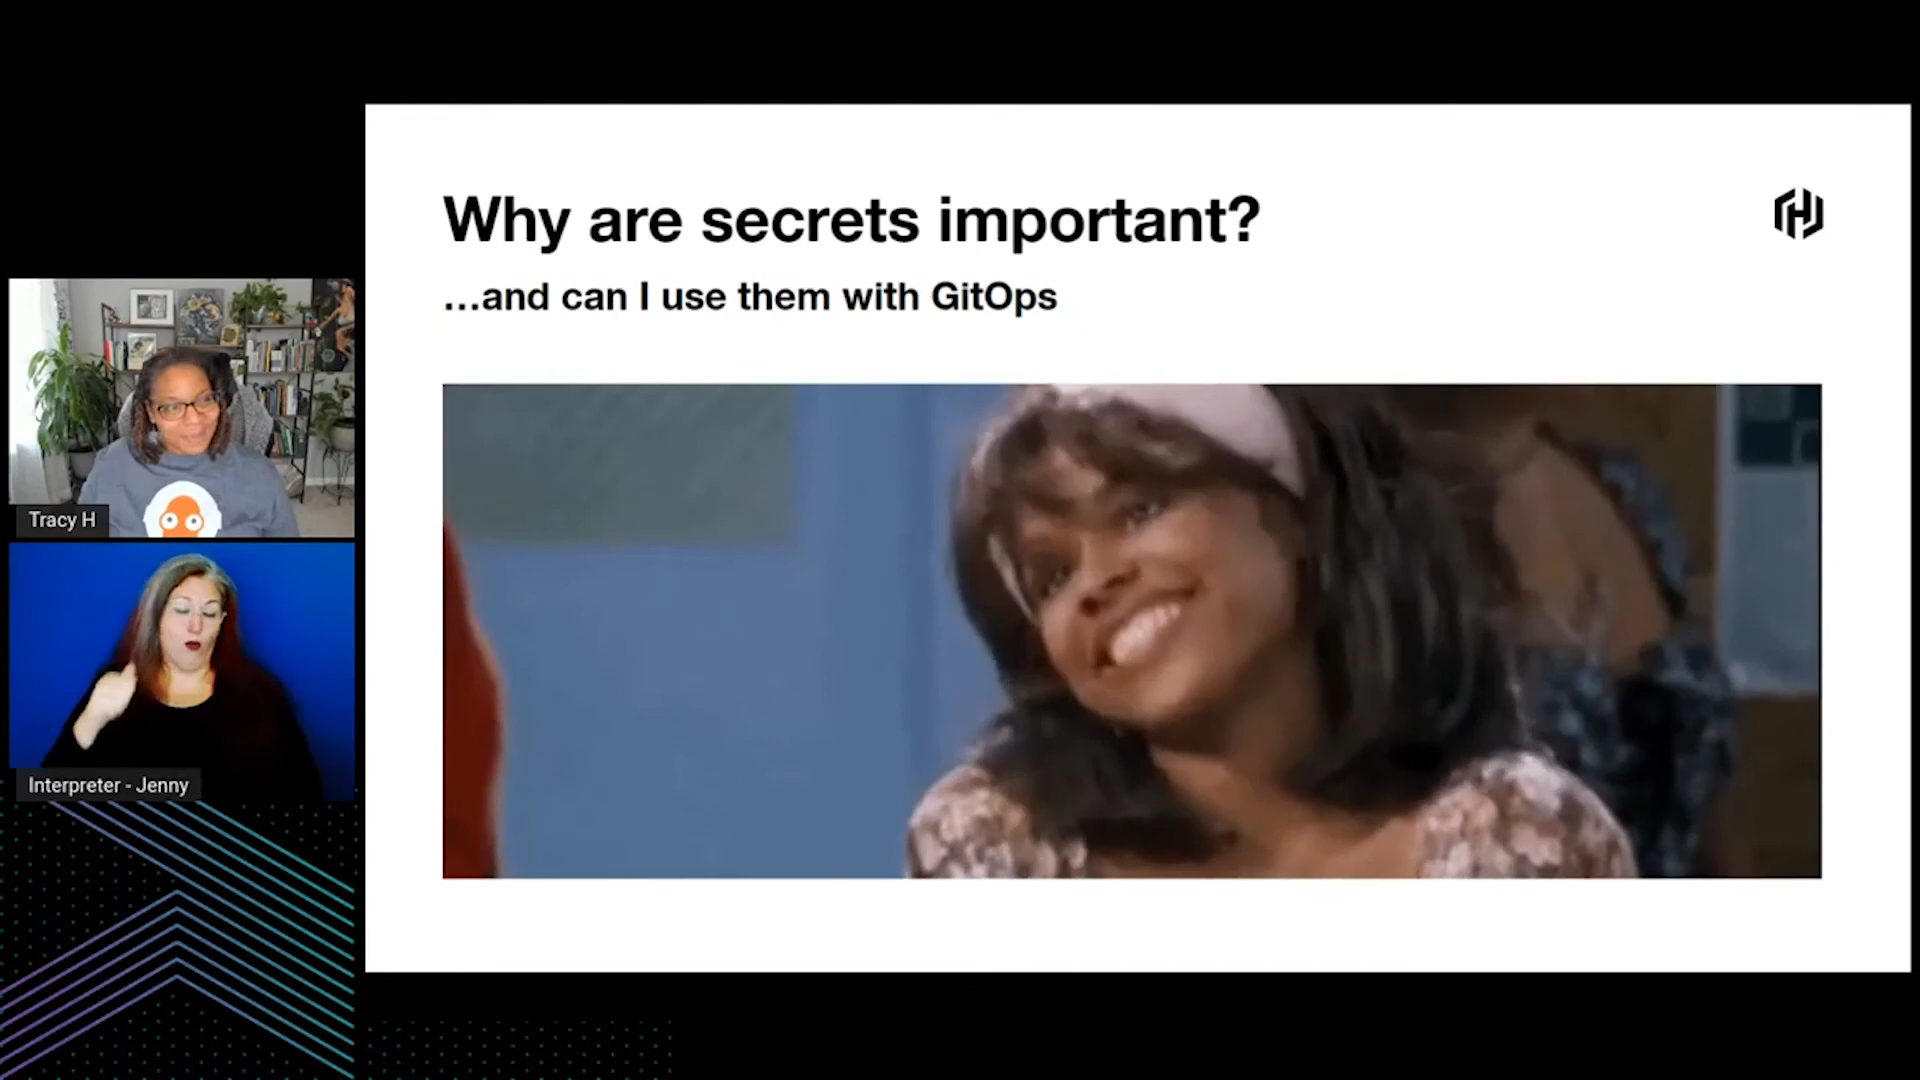 Why are secrets important?
...and can I use them with GitOps
Tracy H
Interpreter - Jenny